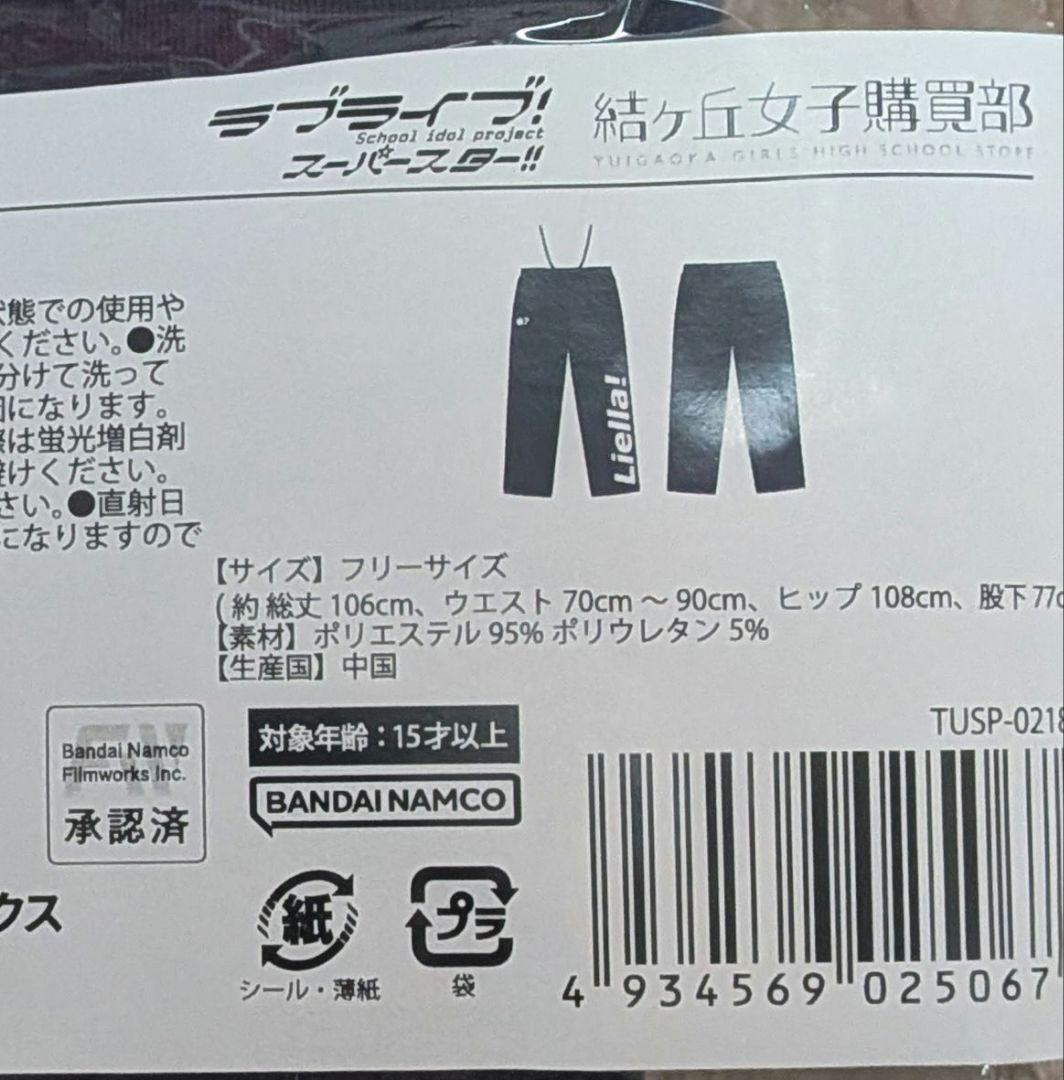 ラブライブ!
School idol project
スーパースター!!
結ヶ丘女子購買部
YUIGAOKA GIRLS HIGH SCHOOL STORE
態での使用や
ください。●洗
分けて洗って
になります。
は蛍光増白剤
けください。
さい。●直射日
になりますので
Liella!
【サイズ】フリーサイズ
(約 総丈 106cm、ウエスト 70cm ～ 90cm、ヒップ 108cm、股下 77c
【素材】ポリエステル 95% ポリウレタン 5%
【生産国】中国
Bandai Namco
Filmworks Inc.
承認済
対象年齢：15才以上
BANDAI NAMCO
クス
紙
シール・薄紙
プラ
袋
TUSP-0218
4 934569 025067